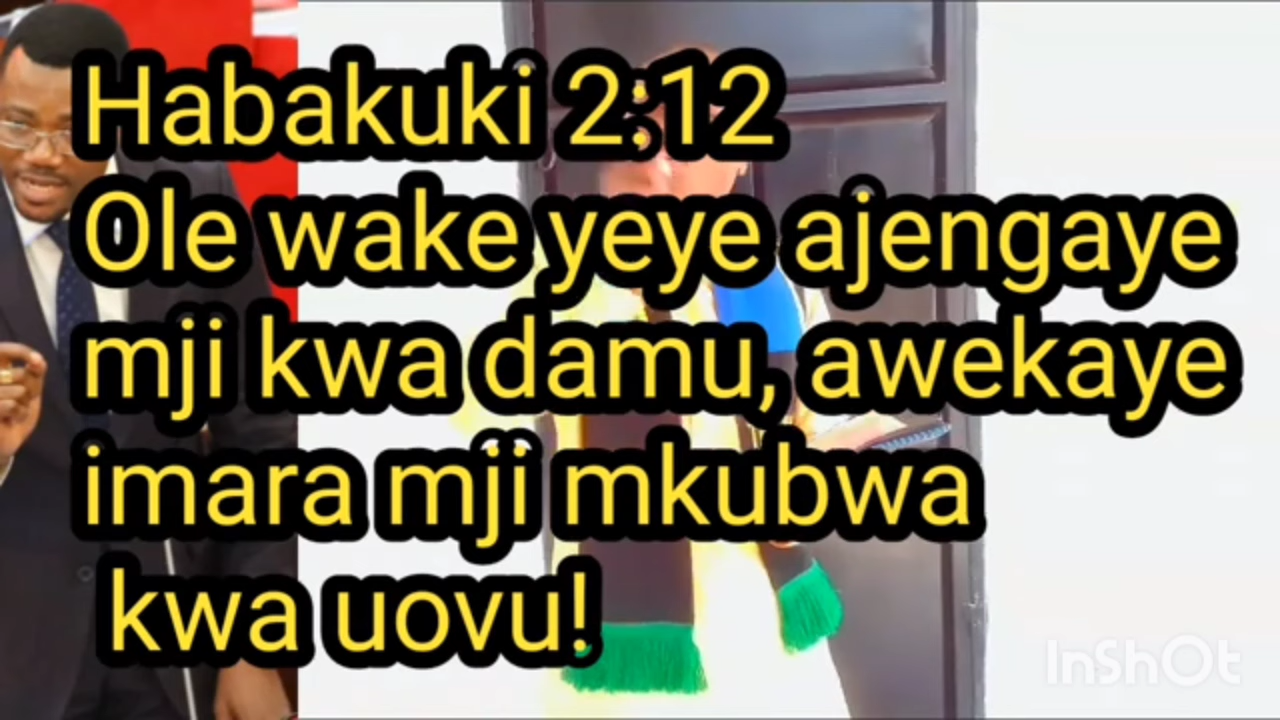 Habakuki 2:12
Ole wake yeye ajengaye
mji kwa damu, awekaye
imara mji mkubwa
kwa uovu!
InShOt